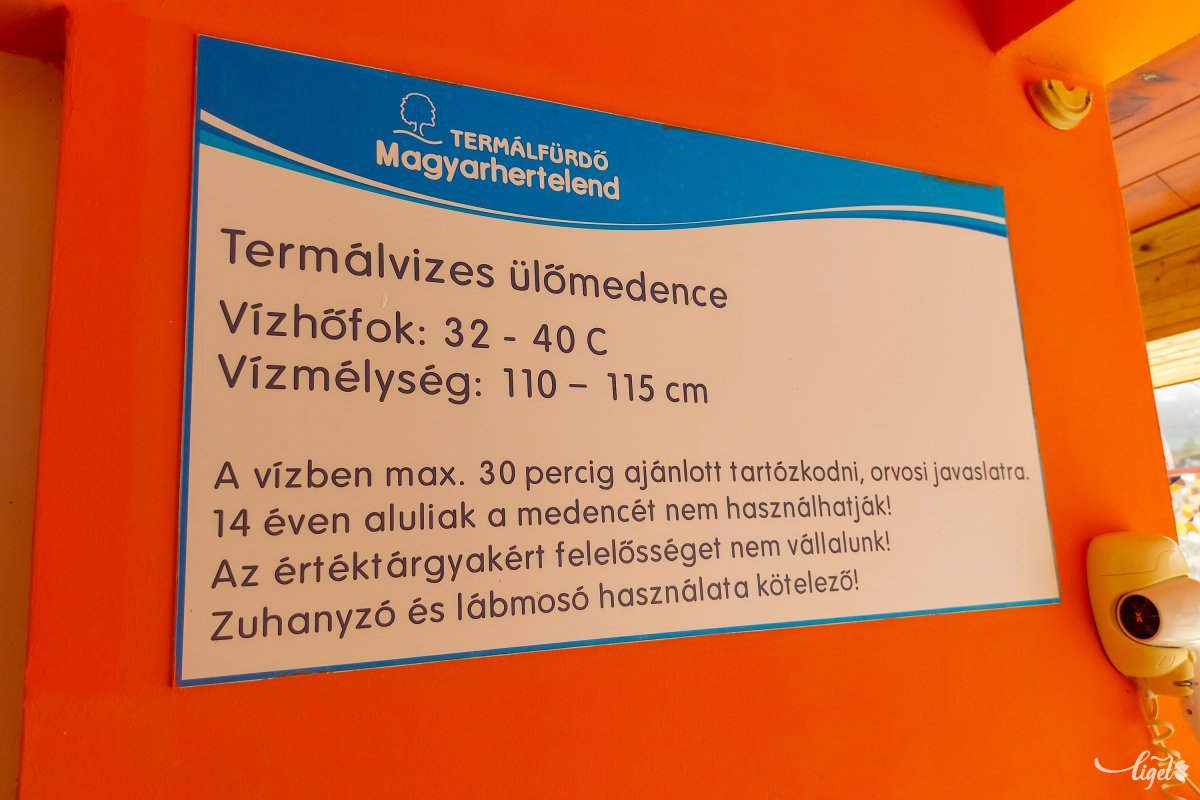 TERMÁLFÜRDŐ
Magyarhertelend
Termálvizes ülőmedence
Vízhőfok: 32 - 40 C
Vízmélység: 110 – 115 cm
A vízben max. 30 percig ajánlott tartózkodni, orvosi javaslatra.
14 éven aluliak a medencét nem használhatják!
Az értéktárgyakért felelősséget nem vállalunk!
Zuhanyzó és lábmosó használata kötelező!
liget